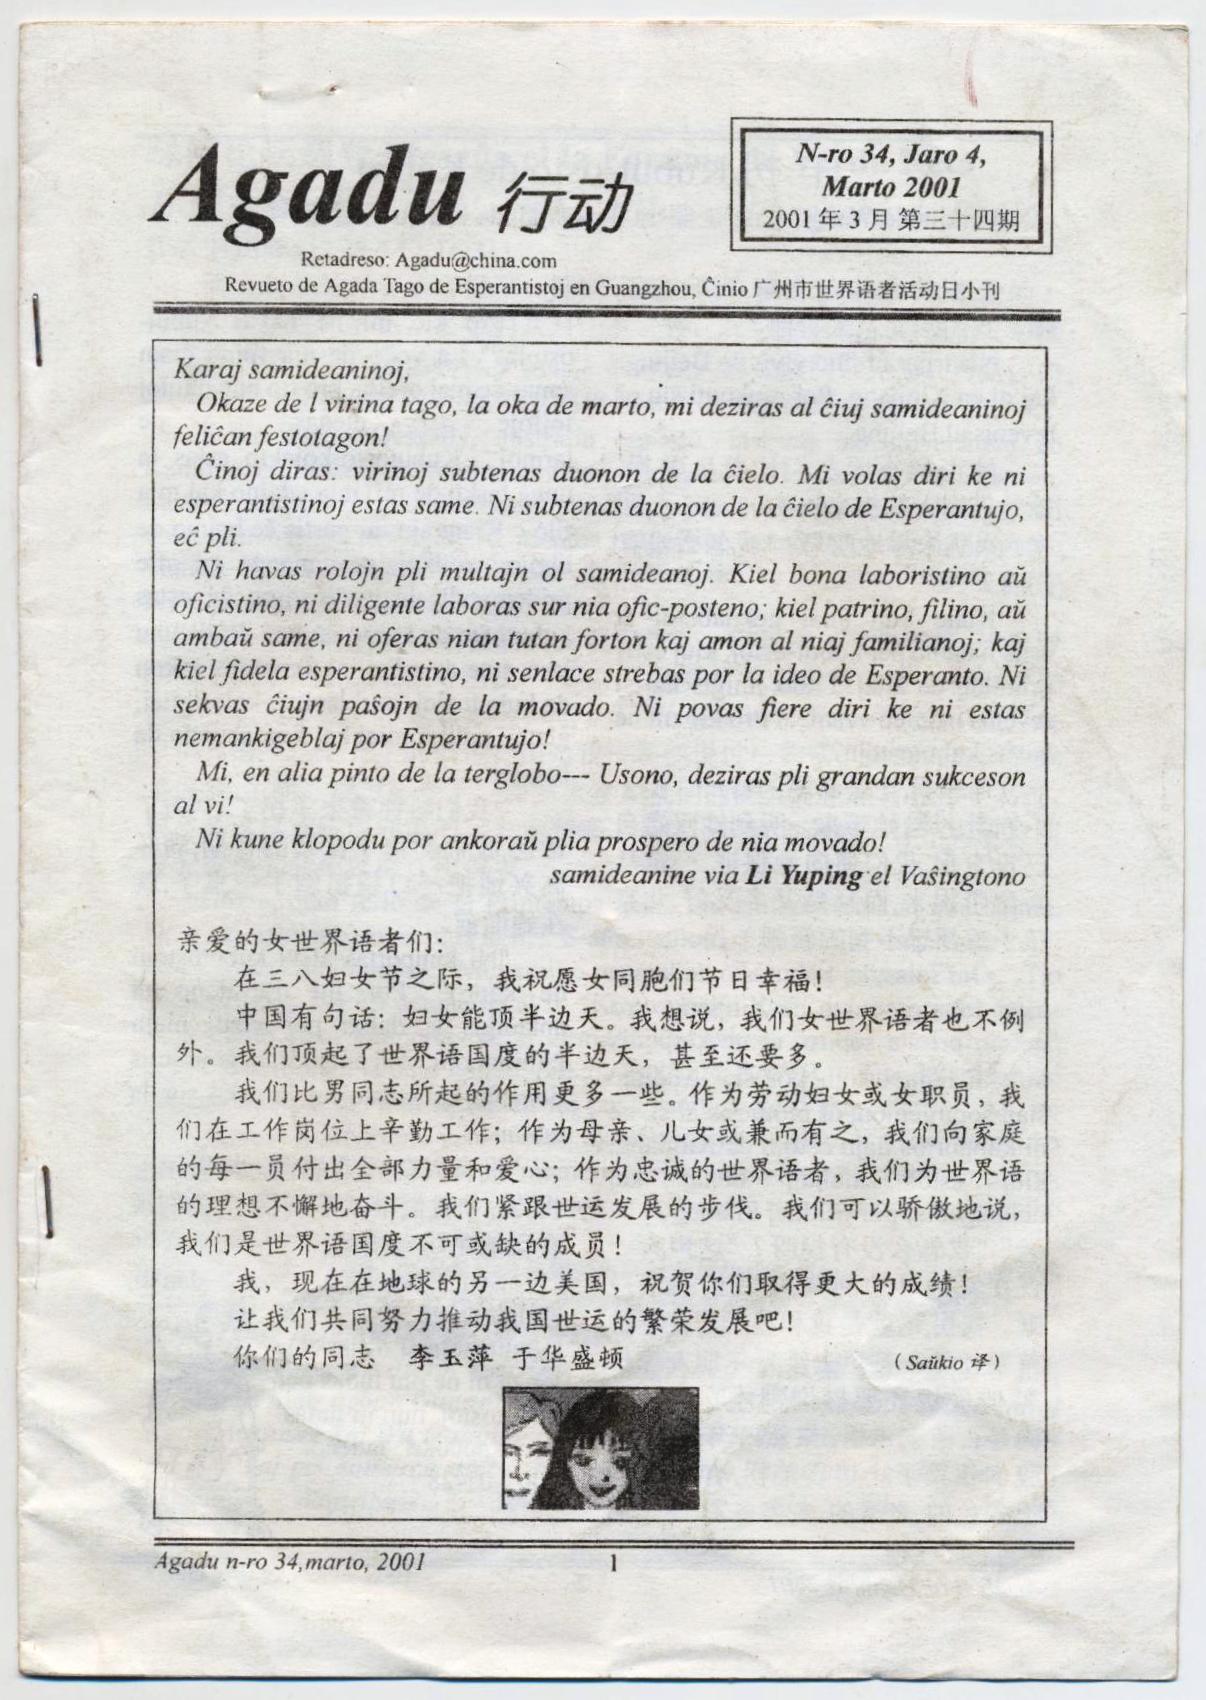 Agadu 行动
N-ro 34, Jaro 4,
Marto 2001
2001 年 3 月 第三十四期
Retadreso: Agadu@china.com
Revueto de Agada Tago de Esperantistoj en Guangzhou, Ĉinio 广州市世界语者活动日小刊
Karaj samideaninoj,
Okaze de l virina tago, la oka de marto, mi deziras al ĉiuj samideaninoj
feliĉan festotagon!
Ĉinoj diras: virinoj subtenas duonon de la ĉielo. Mi volas diri ke ni
esperantistinoj estas same. Ni subtenas duonon de la ĉielo de Esperantujo,
eĉ pli.
Ni havas rolojn pli multajn ol samideanoj. Kiel bona laboristino aŭ
oficistino, ni diligente laboras sur nia ofic-posteno; kiel patrino, filino, aŭ
ambaŭ same, ni oferas nian tutan forton kaj amon al niaj familianoj; kaj
kiel fidela esperantistino, ni senlace strebas por la ideo de Esperanto. Ni
sekvas ĉiujn paŝojn de la movado. Ni povas fiere diri ke ni estas
nemankigeblaj por Esperantujo!
Mi, en alia pinto de la terglobo--- Usono, deziras pli grandan sukceson
al vi!
Ni kune klopodu por ankoraŭ plia prospero de nia movado!
samideanine via Li Yuping el Vaŝingtono
亲爱的女世界语者们：
在三八妇女节之际，我祝愿女同胞们节日幸福！
中国有句话：妇女能顶半边天。我想说，我们女世界语者也不例
外。我们顶起了世界语国度的半边天，甚至还要多。
我们比男同志所起的作用更多一些。作为劳动妇女或女职员，我
们在工作岗位上辛勤工作；作为母亲、儿女或兼而有之，我们向家庭
的每一员付出全部力量和爱心；作为忠诚的世界语者，我们为世界语
的理想不懈地奋斗。我们紧跟世运发展的步伐。我们可以骄傲地说，
我们是世界语国度不可或缺的成员！
我，现在在地球的另一边美国，祝贺你们取得更大的成绩！
让我们共同努力推动我国世运的繁荣发展吧！
你们的同志 李玉萍 于华盛顿 （Saŭkio 译）
Agadu n-ro 34,marto, 2001 1